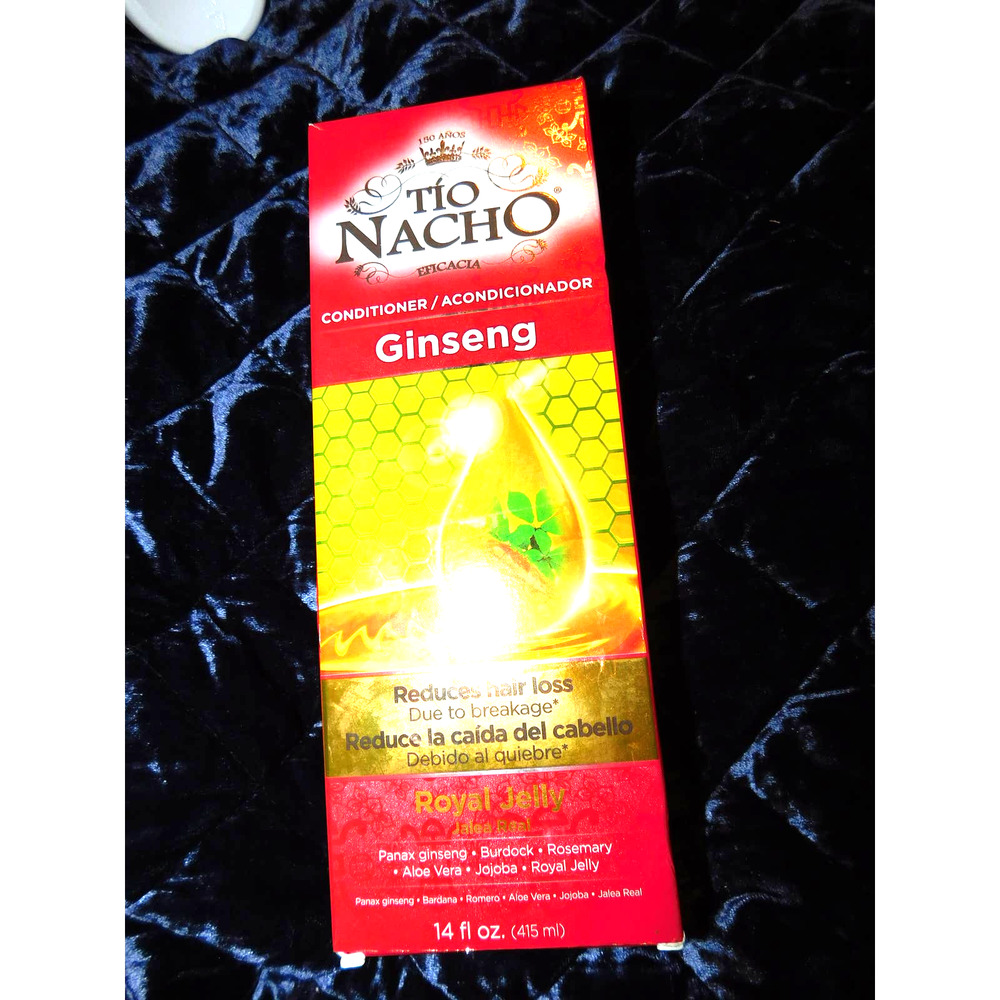 150 AÑOS
TÍO
NACHO®
EFICACIA
CONDITIONER / ACONDICIONADOR
Ginseng
Reduces hair loss
Due to breakage*
Reduce la caída del cabello
Debido al quiebre*
Royal Jelly
Jalea Real
Panax ginseng • Burdock • Rosemary
• Aloe Vera • Jojoba • Royal Jelly
Panax ginseng • Bardana • Romero • Aloe Vera • Jojoba • Jalea Real
14 fl oz. (415 ml)